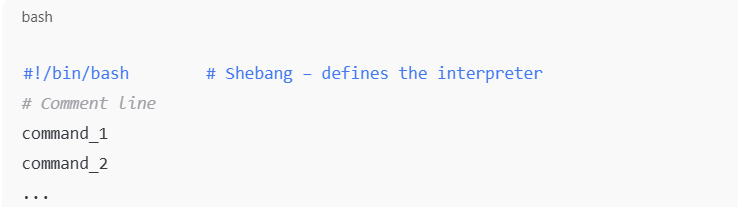 bash
#!/bin/bash        # Shebang – defines the interpreter
# Comment line
command_1
command_2
...